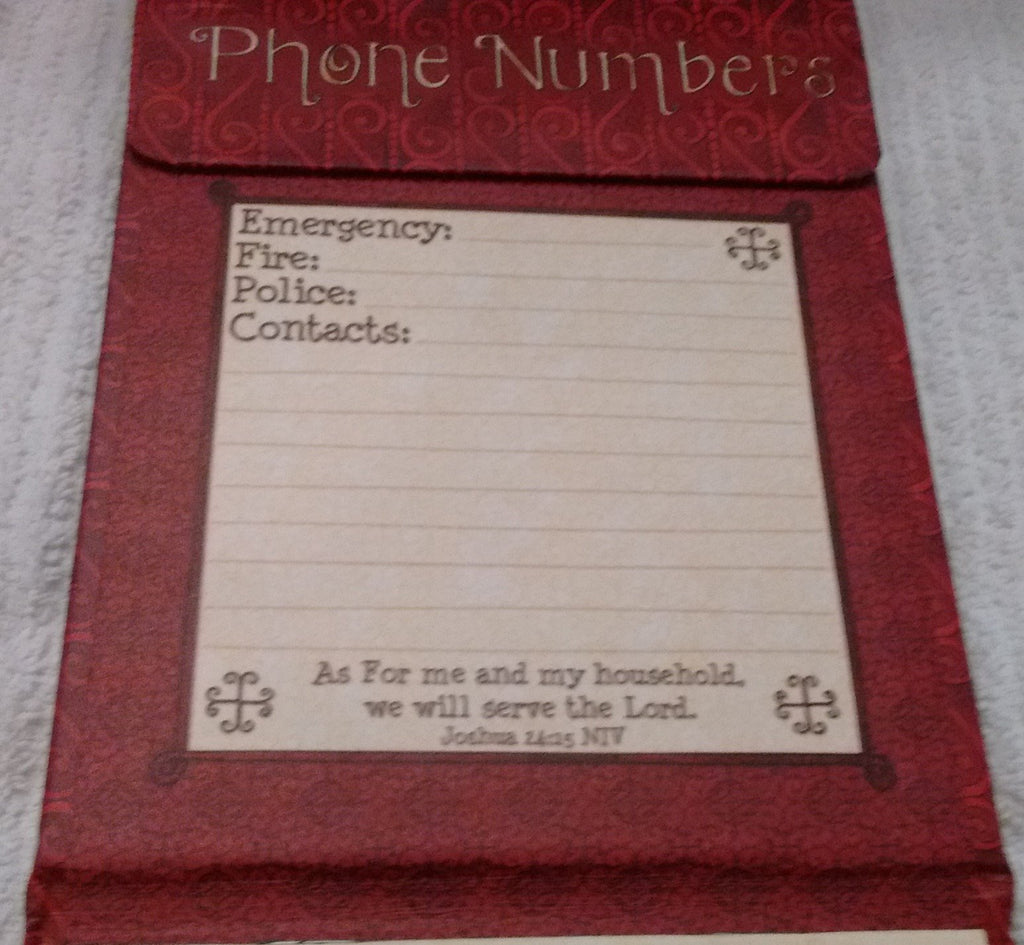 Phone Numbers
Emergency:
Fire:
Police:
Contacts:
As For me and my household,
we will serve the Lord.
Joshua 24:15 NIV